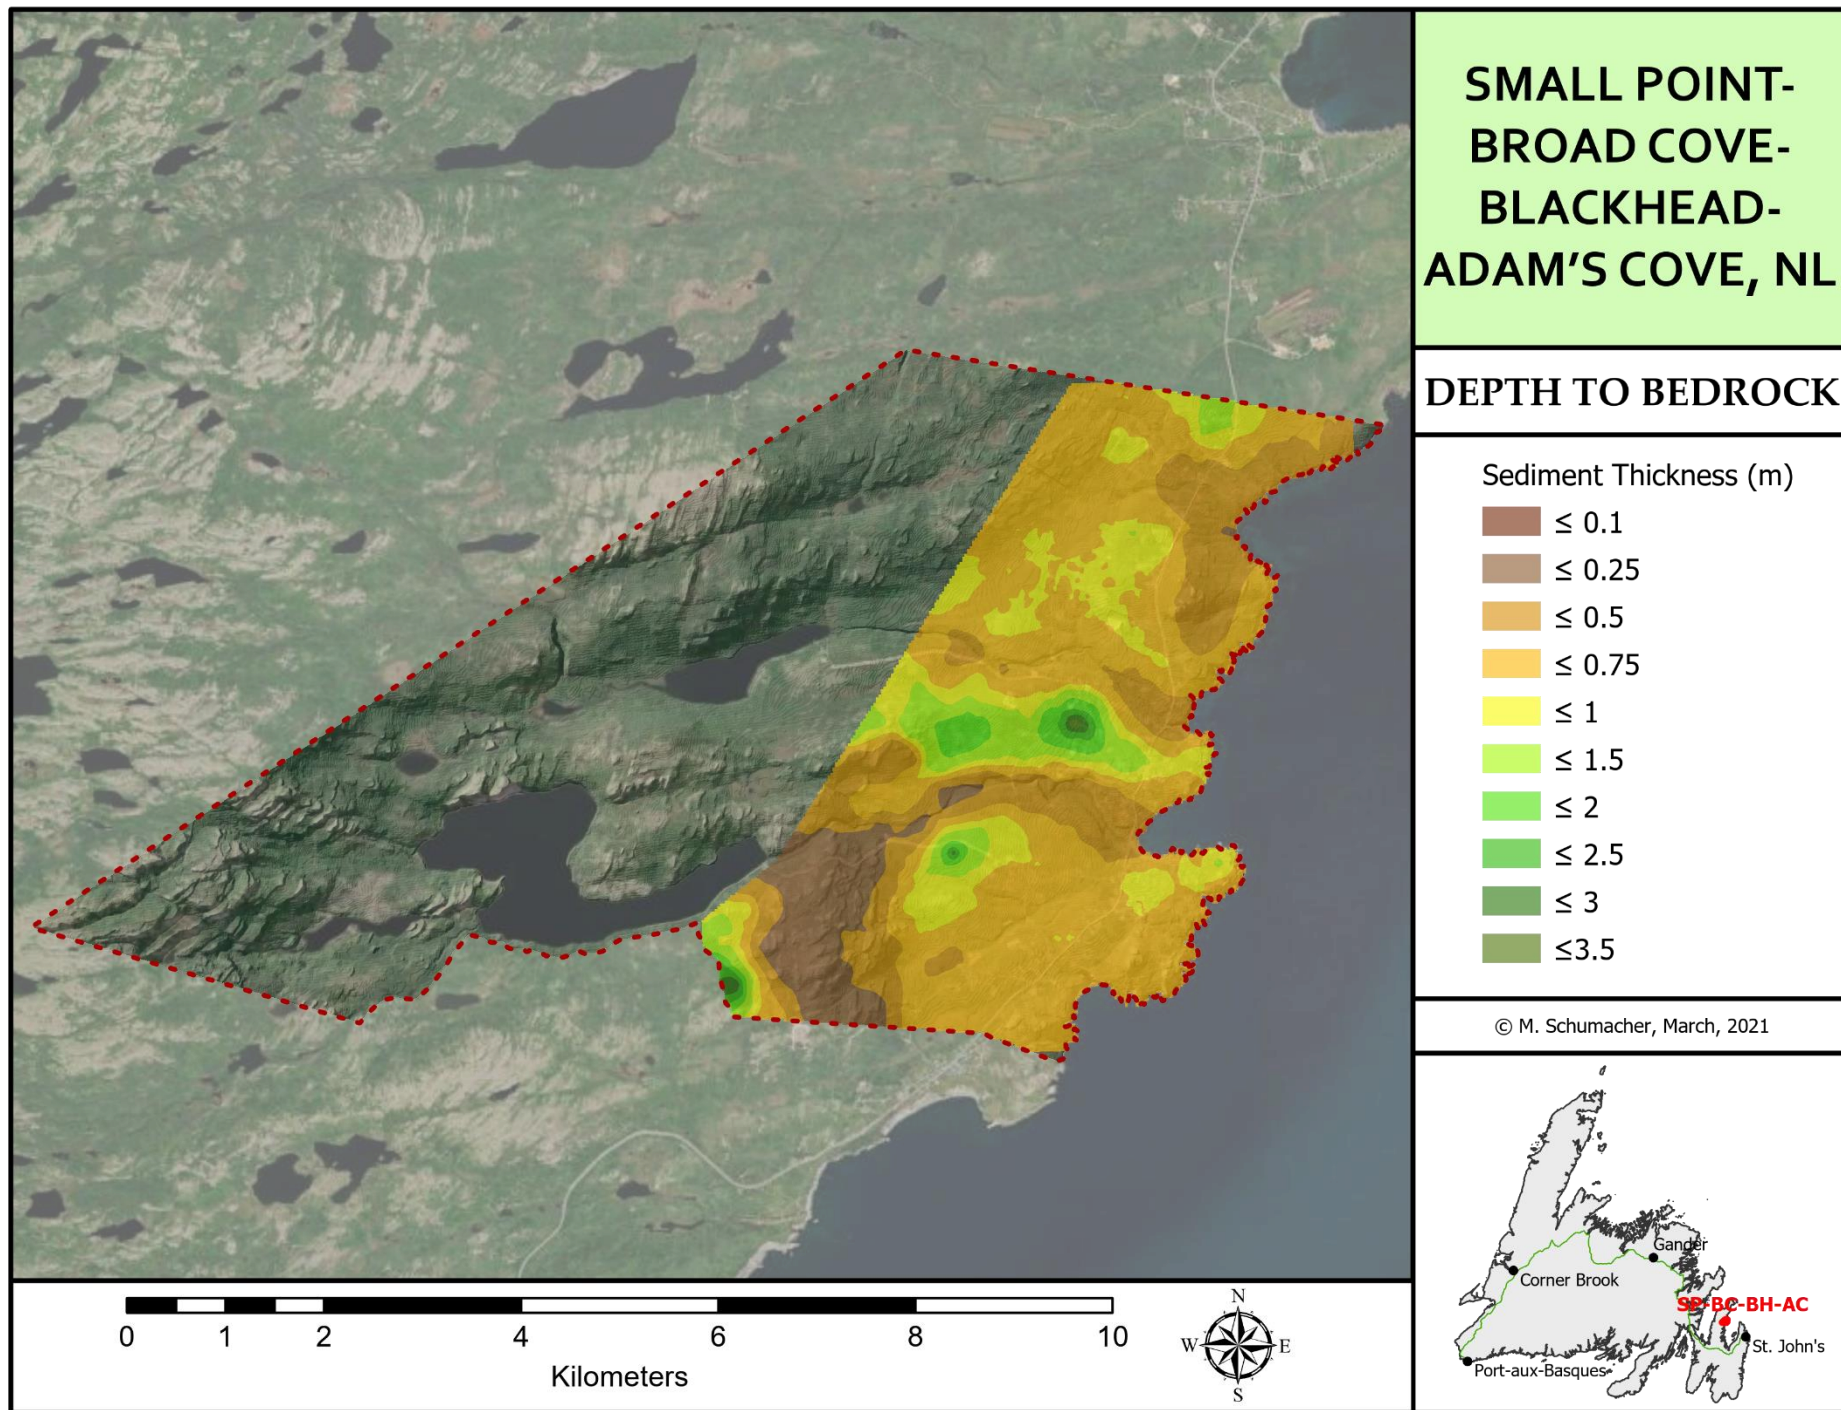 SMALL POINT-
BROAD COVE-
BLACKHEAD-
ADAM'S COVE, NL
DEPTH TO BEDROCK
Sediment Thickness (m)
≤ 0.1
≤ 0.25
≤ 0.5
≤ 0.75
≤ 1
≤ 1.5
≤ 2
≤ 2.5
≤ 3
≤3.5
© M. Schumacher, March, 2021
Gander
Corner Brook
SP-BC-BH-AC
St. John's
Port-aux-Basques
0 1 2 4 6 8 10
Kilometers
N
W E
S